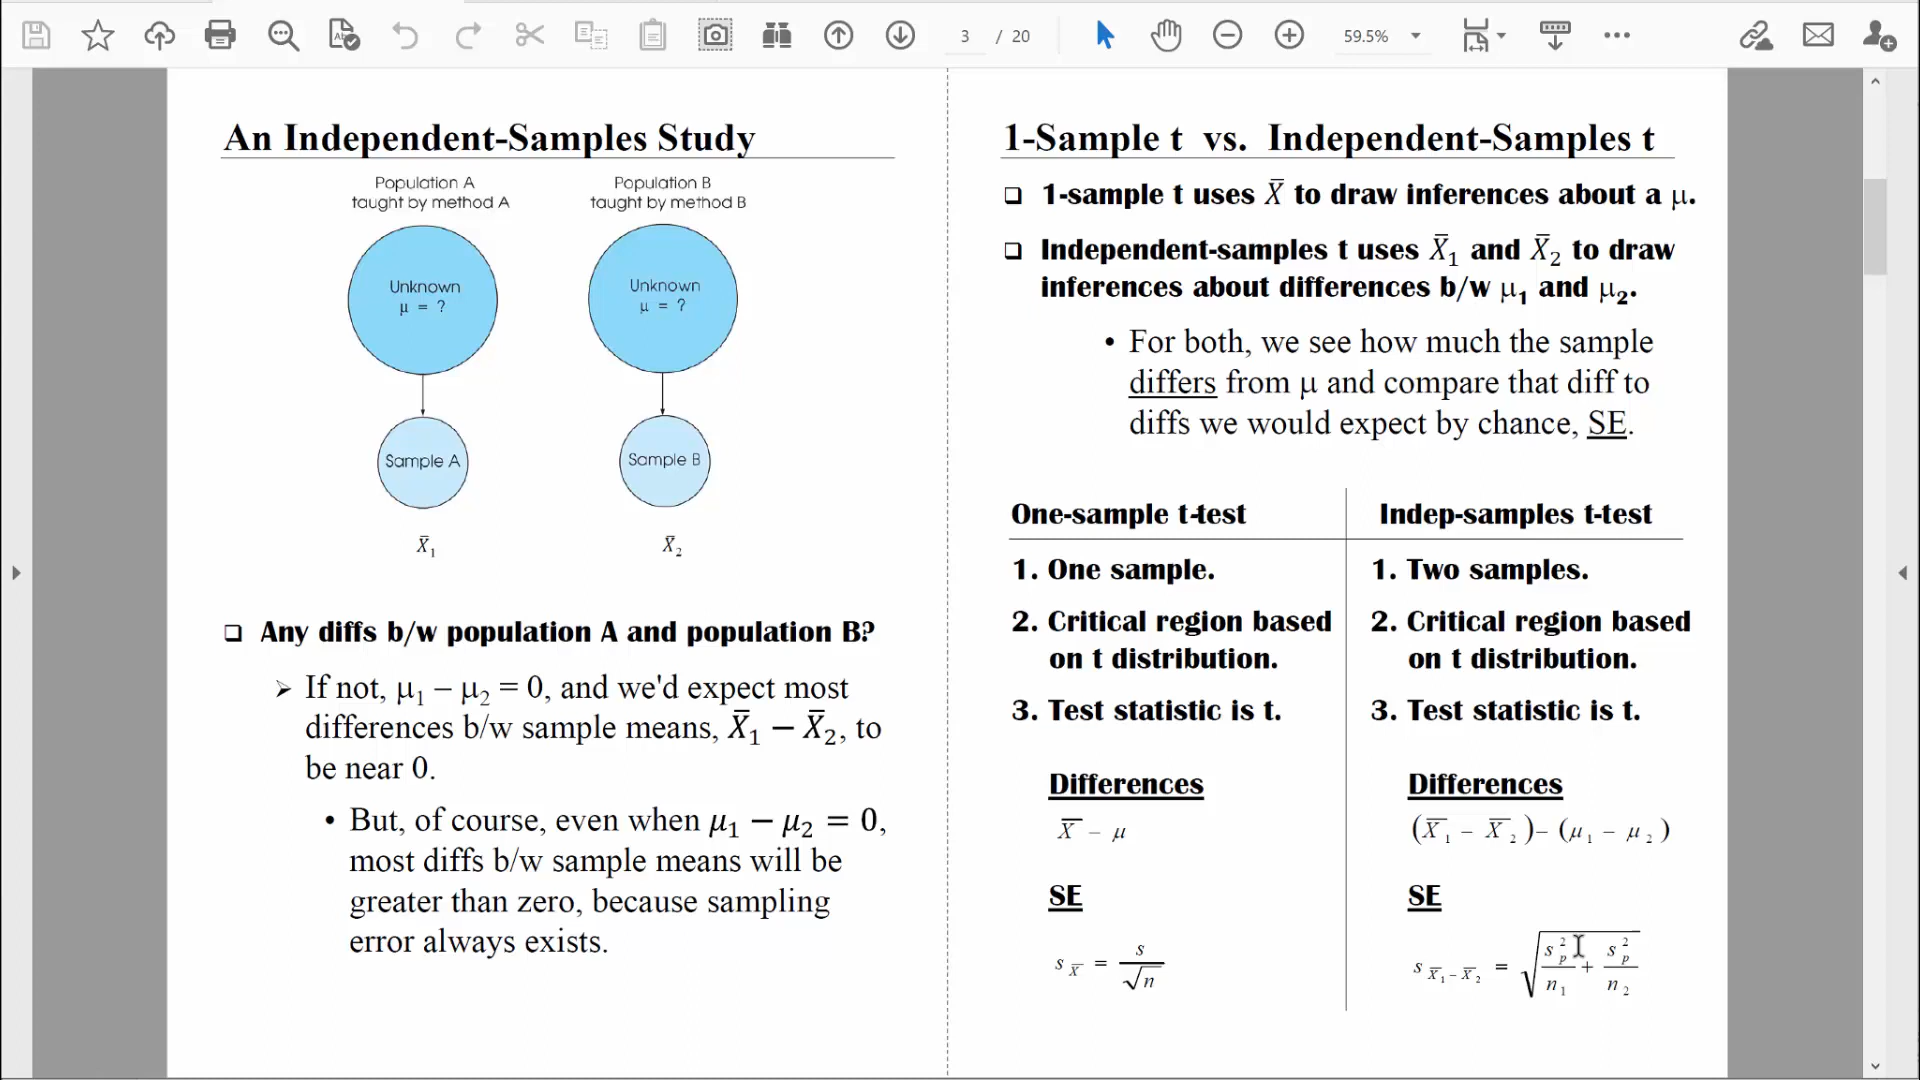 3 / 20
59.5%
An Independent-Samples Study
Population A
taught by method A
Population B
taught by method B
Unknown
μ = ?
Unknown
μ = ?
Sample A
Sample B
X̄₁
X̄₂
❑ Any diffs b/w population A and population B?
➢ If not, μ₁ – μ₂ = 0, and we'd expect most
differences b/w sample means, X̄₁ − X̄₂, to
be near 0.
• But, of course, even when μ₁ − μ₂ = 0,
most diffs b/w sample means will be
greater than zero, because sampling
error always exists.
1-Sample t vs. Independent-Samples t
❑ 1-sample t uses X̄ to draw inferences about a μ.
❑ Independent-samples t uses X̄₁ and X̄₂ to draw
inferences about differences b/w μ₁ and μ₂.
• For both, we see how much the sample
differs from μ and compare that diff to
diffs we would expect by chance, SE.
One-sample t-test
1. One sample.
2. Critical region based
on t distribution.
3. Test statistic is t.
Differences
X̄ – μ
SE
s_X̄ = s / √n
Indep-samples t-test
1. Two samples.
2. Critical region based
on t distribution.
3. Test statistic is t.
Differences
(X̄₁ – X̄₂) – (μ₁ – μ₂)
SE
s_X̄₁–X̄₂ = √(s²p / n₁ + s²p / n₂)